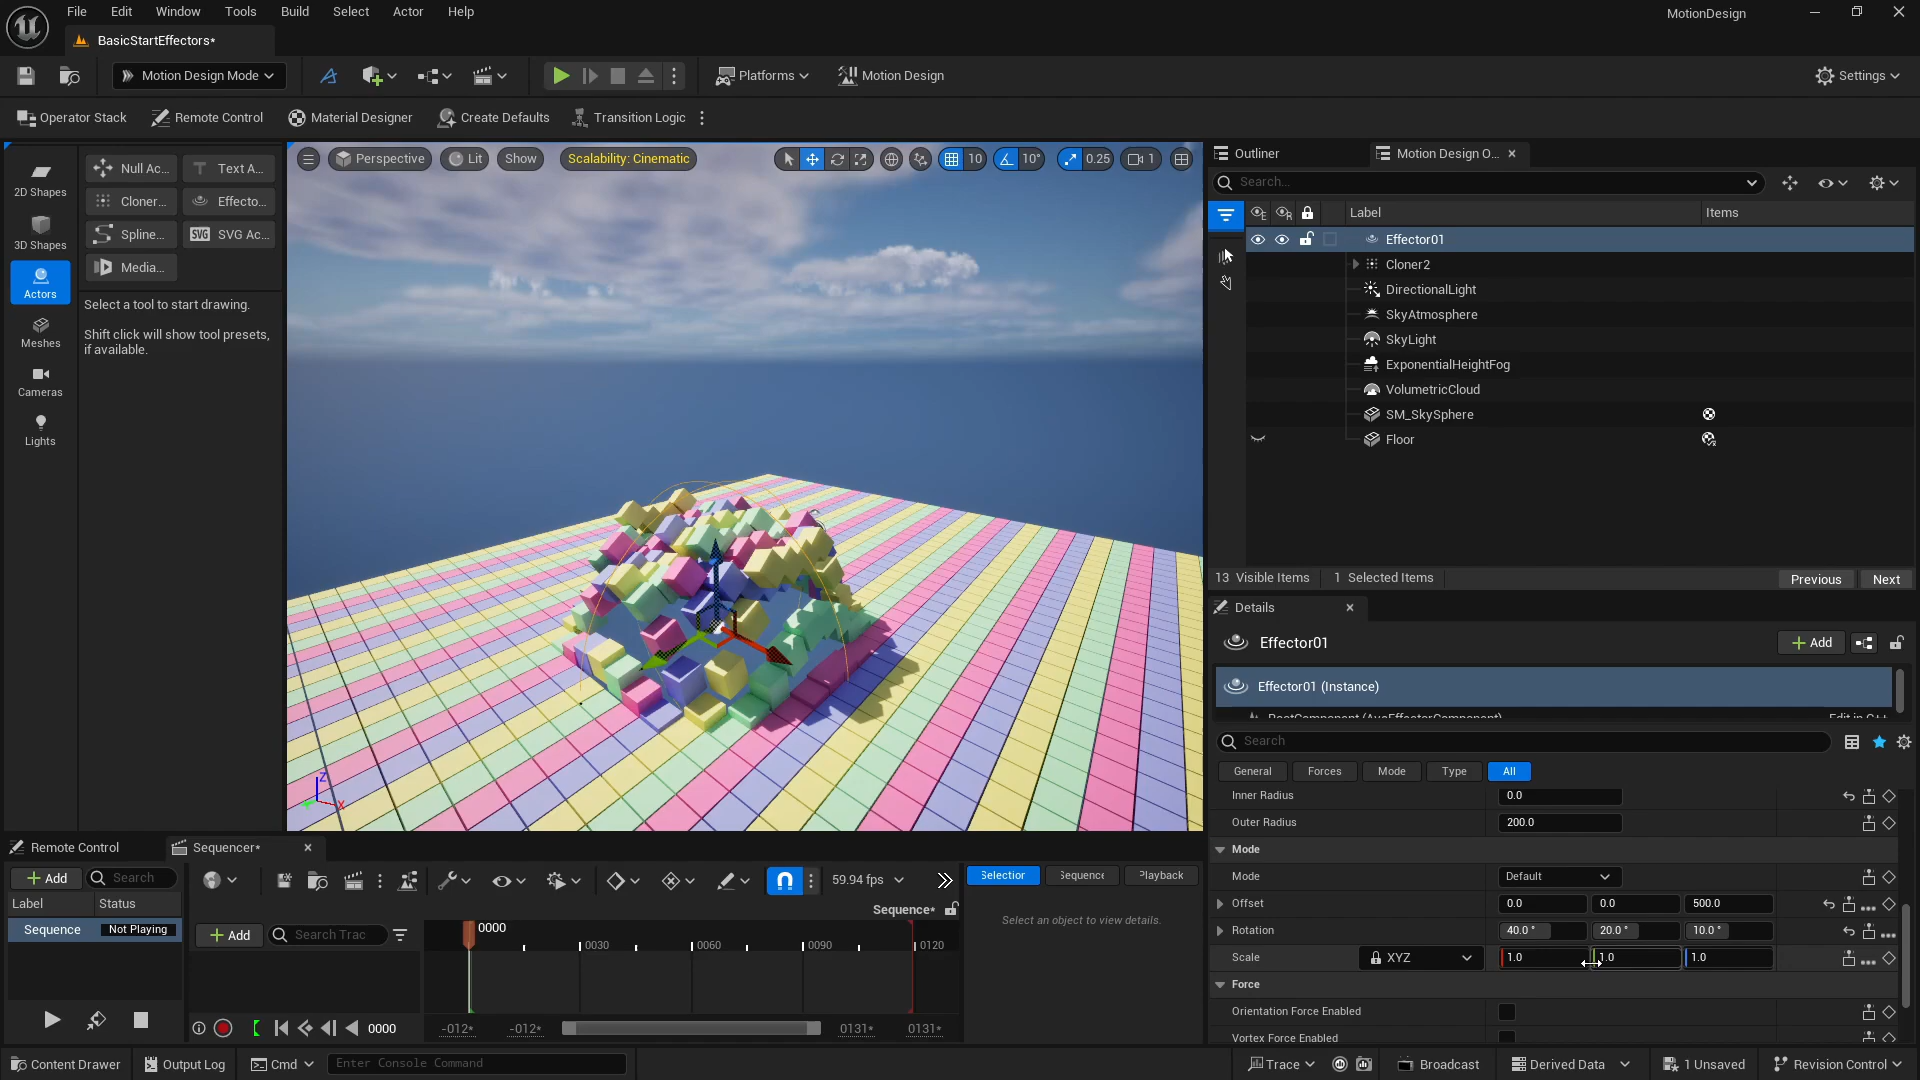 File Edit Window Tools Build Select Actor Help
MotionDesign
BasicStartEffectors*
Motion Design Mode
Platforms
Motion Design
Settings
Operator Stack
Remote Control
Material Designer
Create Defaults
Transition Logic
2D Shapes
3D Shapes
Actors
Meshes
Cameras
Lights
Null Ac...
Text A...
Cloner...
Effecto...
Spline...
SVG SVG Ac...
Media...
Select a tool to start drawing.
Shift click will show tool presets,
if available.
Perspective
Lit
Show
Scalability: Cinematic
10
10°
0.25
1
Z
X
Outliner
Motion Design O...
Search...
Label
Items
Effector01
Cloner2
DirectionalLight
SkyAtmosphere
SkyLight
ExponentialHeightFog
VolumetricCloud
SM_SkySphere
Floor
13 Visible Items
1 Selected Items
Previous
Next
Details
Effector01
Add
Effector01 (Instance)
RootComponent (AvaEffectorComponent)
Edit in C++
Search
General
Forces
Mode
Type
All
Inner Radius 0.0
Outer Radius 200.0
Mode
Mode Default
Offset 0.0 0.0 500.0
Rotation 40.0° 20.0° 10.0°
Scale XYZ 1.0 1.0 1.0
Force
Orientation Force Enabled
Vortex Force Enabled
Remote Control
Sequencer*
Add
Search
Label
Status
Sequence
Not Playing
59.94 fps
Sequence*
Add
Search Trac
0000
0030
0060
0090
0120
0000
-012*
-012*
0131*
0131*
Selection
Sequence
Playback
Select an object to view details.
Content Drawer
Output Log
Cmd
Enter Console Command
Trace
Broadcast
Derived Data
1 Unsaved
Revision Control